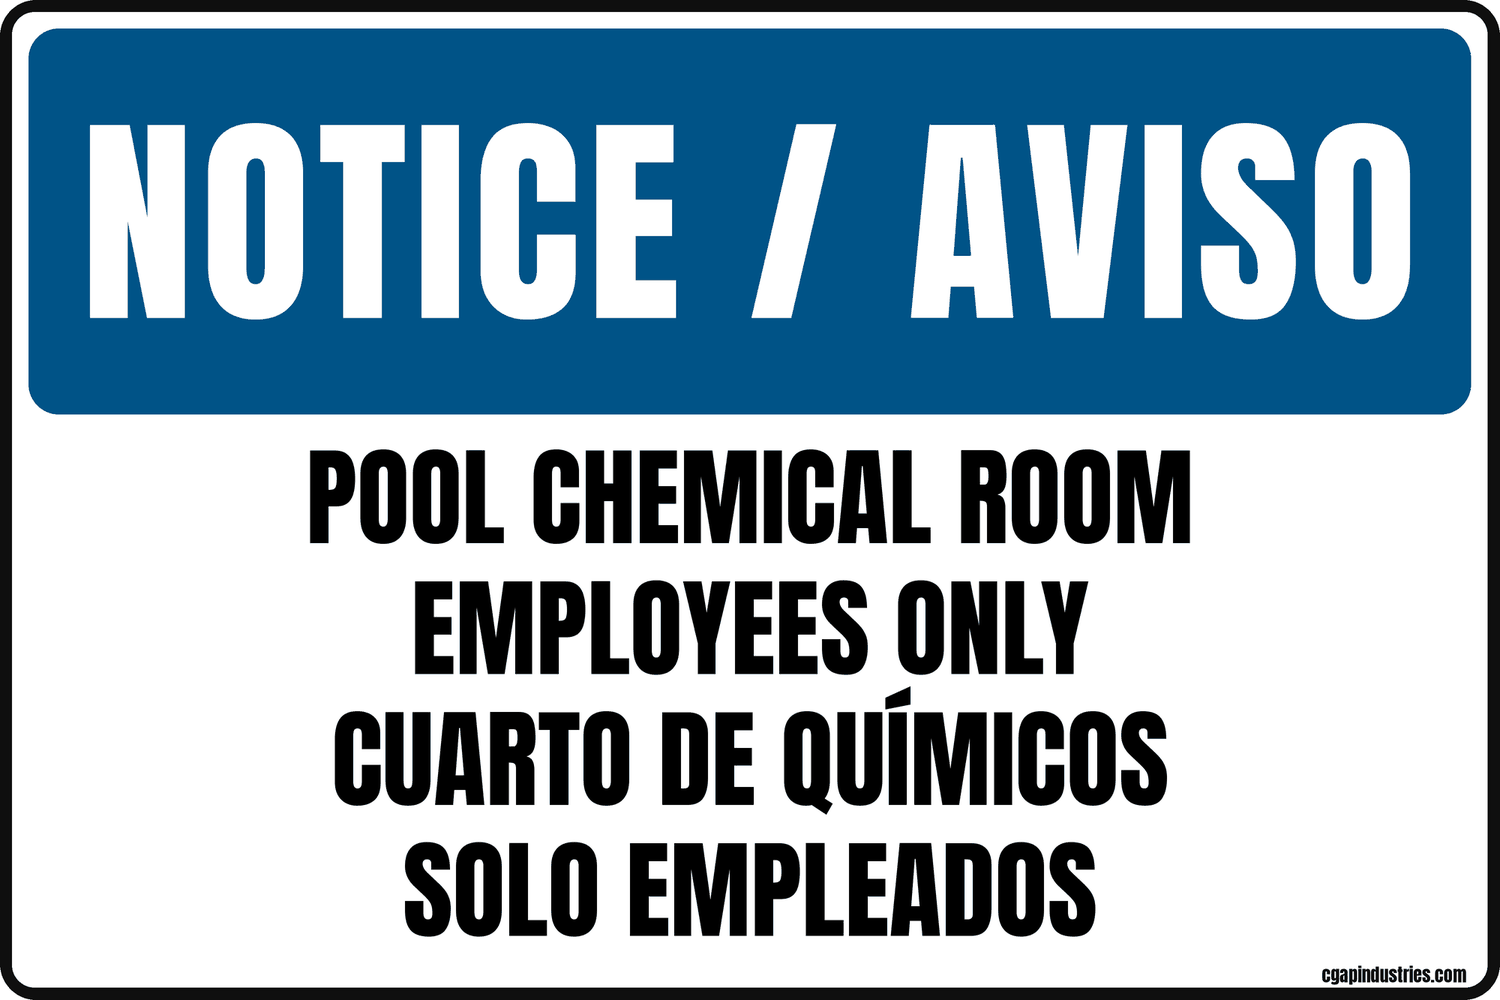 NOTICE / AVISO
POOL CHEMICAL ROOM
EMPLOYEES ONLY
CUARTO DE QUÍMICOS
SOLO EMPLEADOS
cgapindustries.com